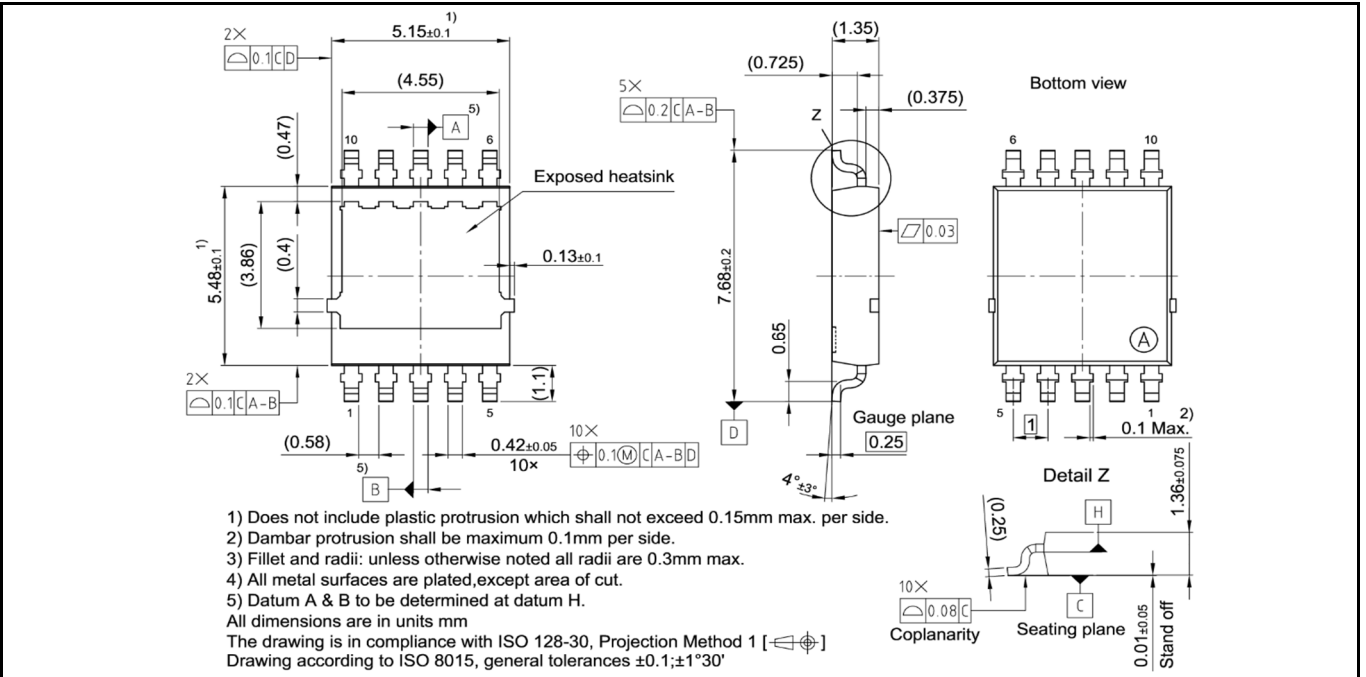 2×
⌓ 0.1 C D
5.15±0.1 1)
(4.55)
5)
A
(0.47)
10
6
Exposed heatsink
5.48±0.1 1)
(3.86)
(0.4)
0.13±0.1
2×
⌓ 0.1 C A–B
1
5
(1.1)
(0.58)
0.42±0.05
10×
10×
⌖ 0.1 Ⓜ C A–B D
5)
B
(1.35)
(0.725)
(0.375)
5×
⌓ 0.2 C A–B
Z
⏥ 0.03
7.68±0.2
0.65
D
Gauge plane
0.25
4°±3°
Bottom view
6
10
A
5
1
1
2)
0.1 Max.
Detail Z
(0.25)
H
1.36±0.075
10×
⌓ 0.08 C
Coplanarity
C
Seating plane
0.01±0.05
Stand off
1) Does not include plastic protrusion which shall not exceed 0.15mm max. per side.
2) Dambar protrusion shall be maximum 0.1mm per side.
3) Fillet and radii: unless otherwise noted all radii are 0.3mm max.
4) All metal surfaces are plated,except area of cut.
5) Datum A & B to be determined at datum H.
All dimensions are in units mm
The drawing is in compliance with ISO 128-30, Projection Method 1 [ ]
Drawing according to ISO 8015, general tolerances ±0.1;±1°30'